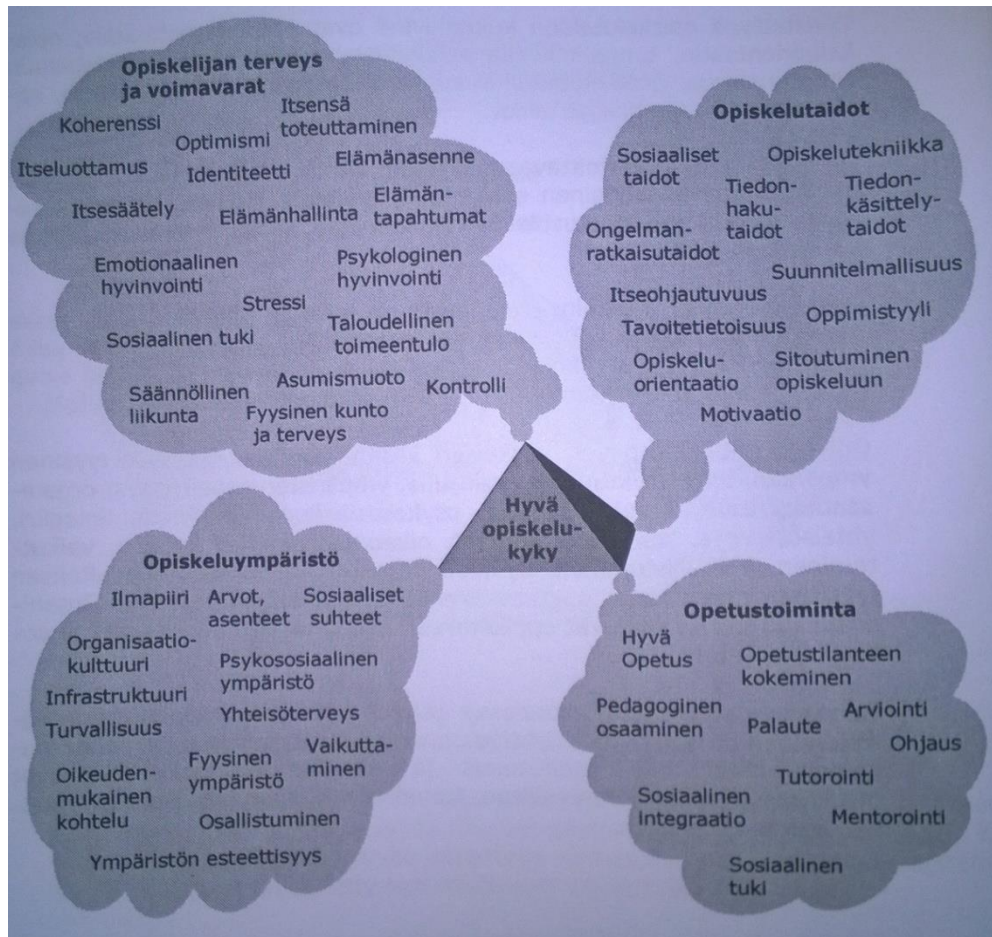 Opiskelijan terveys
ja voimavarat
Koherenssi
Optimismi
Itsensä
toteuttaminen
Itseluottamus
Identiteetti
Elämänasenne
Itsesäätely
Elämänhallinta
Elämän-
tapahtumat
Emotionaalinen
hyvinvointi
Psykologinen
hyvinvointi
Stressi
Sosiaalinen tuki
Taloudellinen
toimeentulo
Säännöllinen
liikunta
Asumismuoto
Kontrolli
Fyysinen kunto
ja terveys
Opiskelutaidot
Sosiaaliset
taidot
Opiskelutekniikka
Tiedon-
haku-
taidot
Tiedon-
käsittely-
taidot
Ongelman-
ratkaisutaidot
Suunnitelmallisuus
Itseohjautuvuus
Tavoitetietoisuus
Oppimistyyli
Opiskelu-
orientaatio
Sitoutuminen
opiskeluun
Motivaatio
Hyvä
opiskelu-
kyky
Opiskeluympäristö
Ilmapiiri
Arvot,
asenteet
Sosiaaliset
suhteet
Organisaatio-
kulttuuri
Psykososiaalinen
ympäristö
Infrastruktuuri
Yhteisöterveys
Turvallisuus
Fyysinen
ympäristö
Vaikutta-
minen
Oikeuden-
mukainen
kohtelu
Osallistuminen
Ympäristön esteettisyys
Opetustoiminta
Hyvä
Opetus
Opetustilanteen
kokeminen
Pedagoginen
osaaminen
Palaute
Arviointi
Ohjaus
Tutorointi
Sosiaalinen
integraatio
Mentorointi
Sosiaalinen
tuki